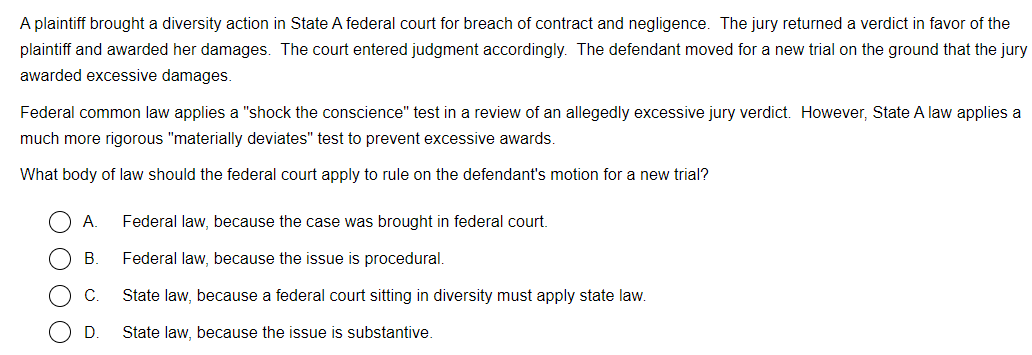 A plaintiff brought a diversity action in State A federal court for breach of contract and negligence.  The jury returned a verdict in favor of the
plaintiff and awarded her damages.  The court entered judgment accordingly.  The defendant moved for a new trial on the ground that the jury
awarded excessive damages.
Federal common law applies a "shock the conscience" test in a review of an allegedly excessive jury verdict.  However, State A law applies a
much more rigorous "materially deviates" test to prevent excessive awards.
What body of law should the federal court apply to rule on the defendant's motion for a new trial?
A. Federal law, because the case was brought in federal court.
B. Federal law, because the issue is procedural.
C. State law, because a federal court sitting in diversity must apply state law.
D. State law, because the issue is substantive.